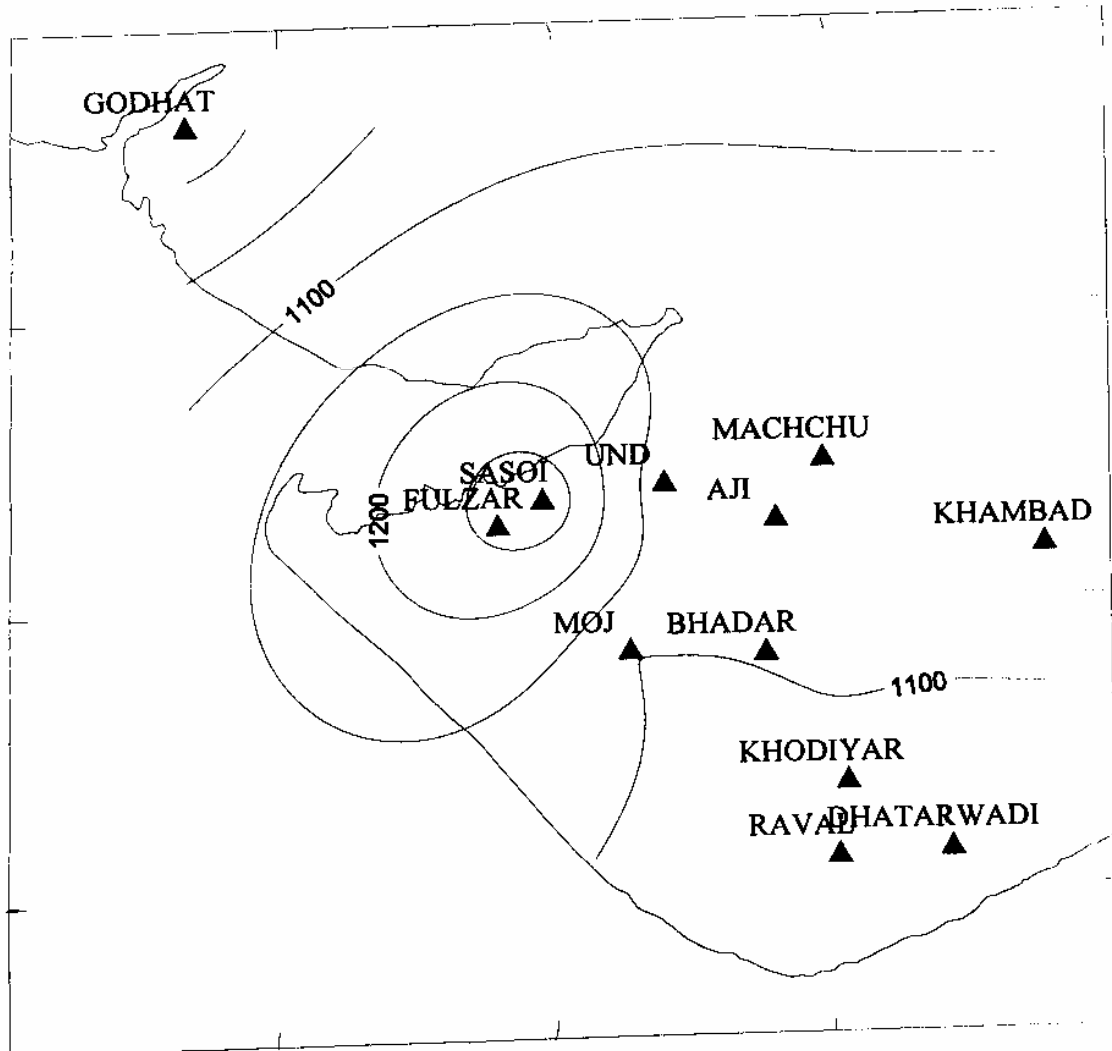 GODHAT
1100
MACHCHU
UND
SASOI
AJI
FULZAR
1200
KHAMBAD
MOJ
BHADAR
1100
KHODIYAR
RAVAL
DHATARWADI